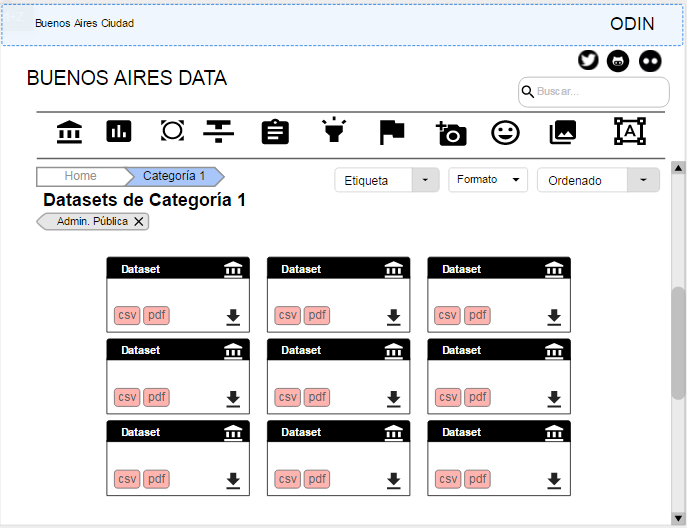 Buenos Aires Ciudad
ODIN
BUENOS AIRES DATA
Buscar...
A
Home
Categoría 1
Etiqueta
Formato
Ordenado
Datasets de Categoría 1
Admin. Pública
Dataset
Dataset
Dataset
csv pdf
csv pdf
csv pdf
Dataset
Dataset
Dataset
csv pdf
csv pdf
csv pdf
Dataset
Dataset
Dataset
csv pdf
csv pdf
csv pdf